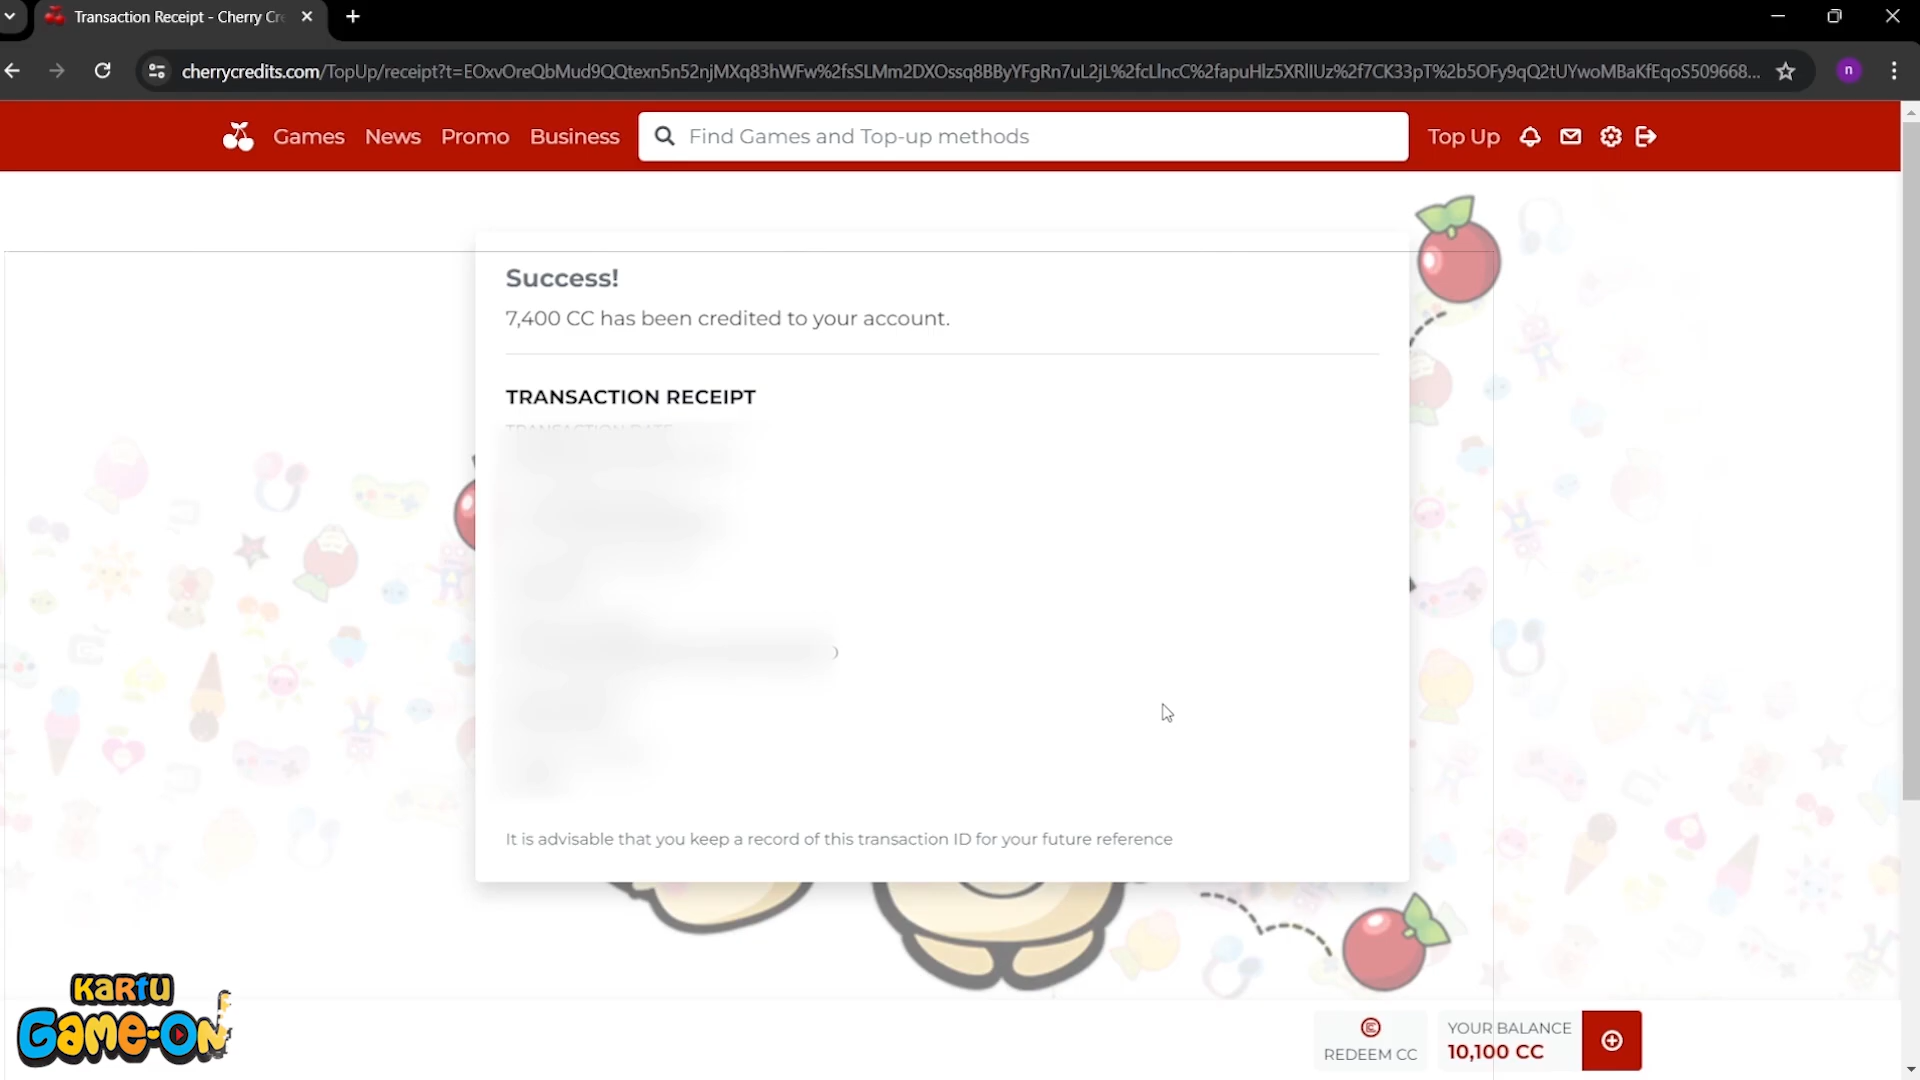 Transaction Receipt - Cherry Cre
cherrycredits.com/TopUp/receipt?t=EOxvOreQbMud9QQtexn5n52njMXq83hWFw%2fsSLMm2DXOssq8BByYFgRn7uL2jL%2fcLlncC%2fapuHlz5XRlIUz%2f7CK33pT%2b5OFy9qQ2tUYwoMBaKfEqoS509668...
n
Games News Promo Business
Find Games and Top-up methods
Top Up
Success!
7,400 CC has been credited to your account.
TRANSACTION RECEIPT
TRANSACTION DATE
)
It is advisable that you keep a record of this transaction ID for your future reference
KARTU
GAME-ON
REDEEM CC
YOUR BALANCE
10,100 CC